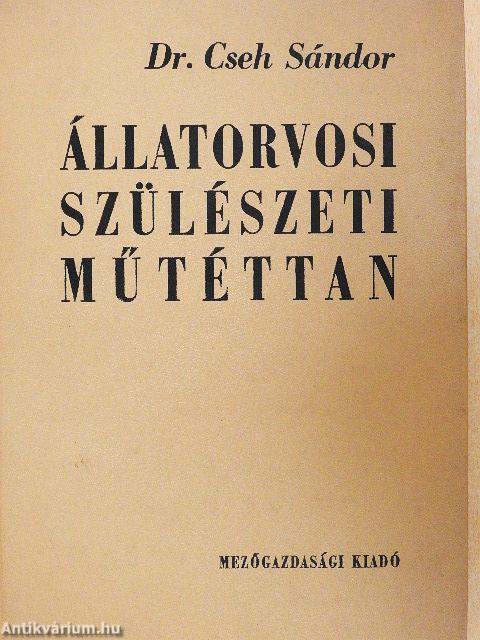 Dr. Cseh Sándor
ÁLLATORVOSI
SZÜLÉSZETI
MŰTÉTTAN
MEZŐGAZDASÁGI KIADÓ
Antikvárium.hu